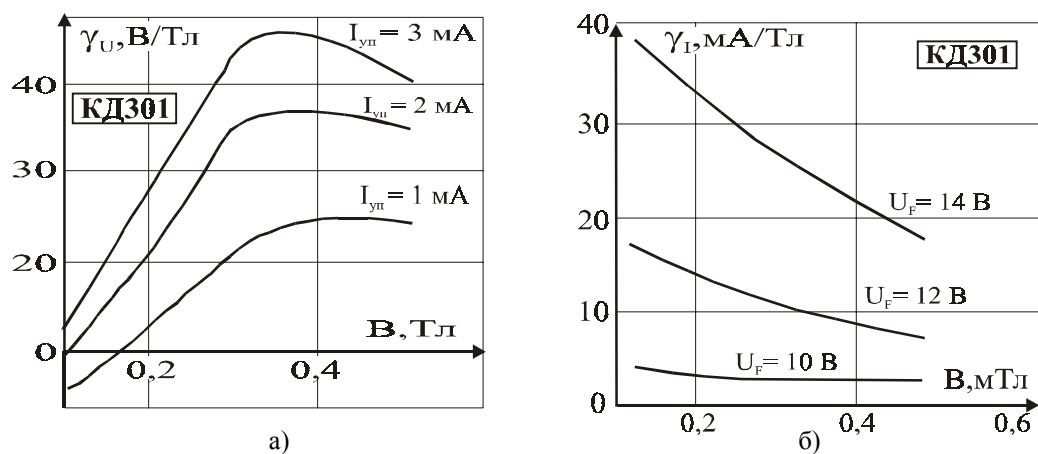 γU,В/Тл
Iуп = 3 мА
40
КД301
Iуп = 2 мА
30
Iуп = 1 мА
20
В,Тл
0
0,2
0,4
а)
40
γI,мА/Тл
КД301
30
UF= 14 В
20
UF= 12 В
10
UF= 10 В
В,мТл
0
0,2
0,4
0,6
б)